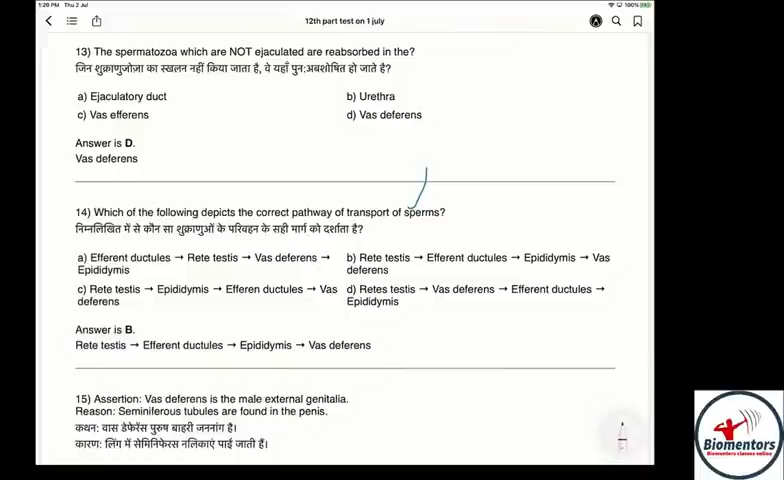 1:20 PM Thu 2 Jul
100%
12th part test on 1 july
13) The spermatozoa which are NOT ejaculated are reabsorbed in the?
जिन शुक्राणुजोज़ा का स्खलन नहीं किया जाता है, वे यहाँ पुन:अबशोषित हो जाते है?
a) Ejaculatory duct b) Urethra
c) Vas efferens d) Vas deferens
Answer is D.
Vas deferens
14) Which of the following depicts the correct pathway of transport of sperms?
निम्नलिखित में से कौन सा शुक्राणुओं के परिवहन के सही मार्ग को दर्शाता है?
a) Efferent ductules → Rete testis → Vas deferens →
Epididymis
b) Rete testis → Efferent ductules → Epididymis → Vas
deferens
c) Rete testis → Epididymis → Efferen ductules → Vas
deferens
d) Retes testis → Vas deferens → Efferent ductules →
Epididymis
Answer is B.
Rete testis → Efferent ductules → Epididymis → Vas deferens
15) Assertion: Vas deferens is the male external genitalia.
Reason: Seminiferous tubules are found in the penis.
कथन: वास डेफेरेंस पुरुष बाहरी जननांग है।
कारण: लिंग में सेमिनिफेरस नलिकाएं पाई जाती हैं।
Biomentors
Biomentors classes online